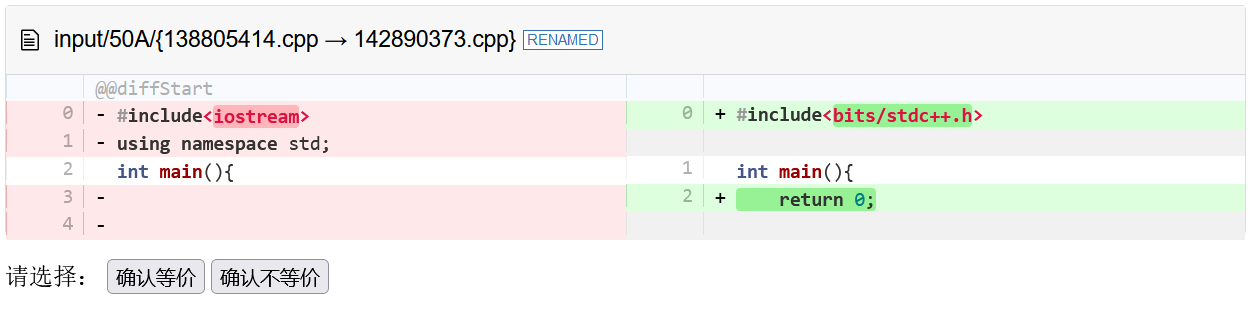 input/50A/{138805414.cpp → 142890373.cpp} RENAMED
@@diffStart
0 - #include<iostream> 0 + #include<bits/stdc++.h>
1 - using namespace std;
2 int main(){ 1 int main(){
3 - 2 + return 0;
4 -
请选择： 确认等价 确认不等价